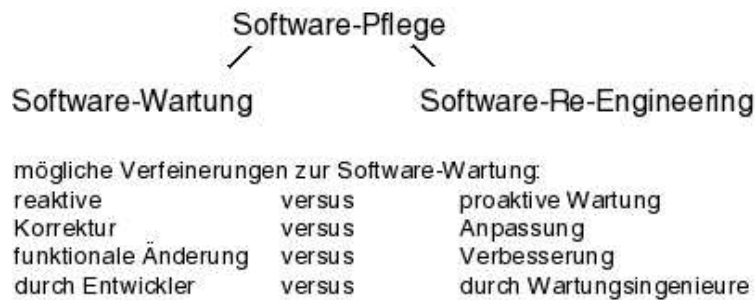 Software-Pflege
Software-Wartung Software-Re-Engineering
mögliche Verfeinerungen zur Software-Wartung:
reaktive versus proaktive Wartung
Korrektur versus Anpassung
funktionale Änderung versus Verbesserung
durch Entwickler versus durch Wartungsingenieure